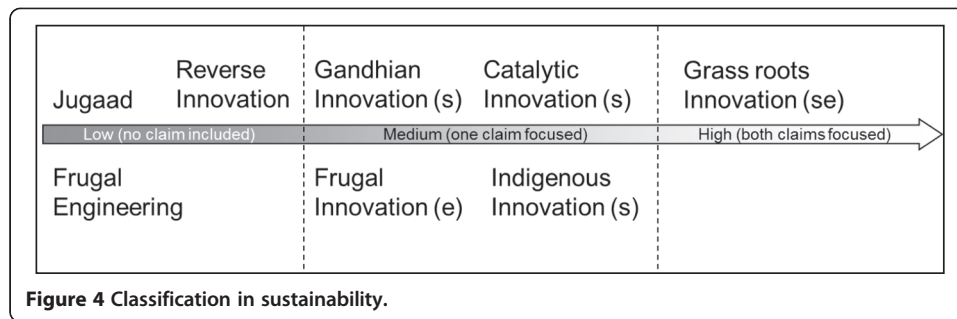 Jugaad
Reverse
Innovation
Gandhian
Innovation (s)
Catalytic
Innovation (s)
Grass roots
Innovation (se)
Low (no claim included)
Medium (one claim focused)
High (both claims focused)
Frugal
Engineering
Frugal
Innovation (e)
Indigenous
Innovation (s)
Figure 4 Classification in sustainability.